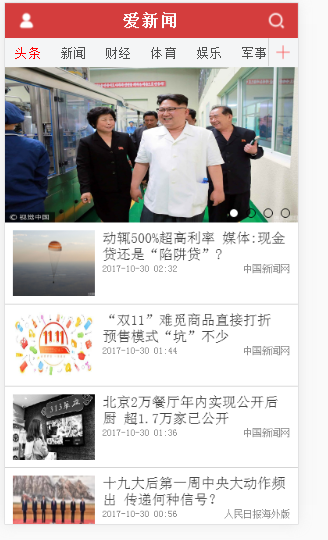 爱新闻
头条 新闻 财经 体育 娱乐 军事
视觉中国
动辄500%超高利率 媒体:现金
贷还是“陷阱贷”?
2017-10-30 02:32 中国新闻网
“双11”难觅商品直接打折
预售模式“坑”不少
2017-10-30 01:44 中国新闻网
北京2万餐厅年内实现公开后
厨 超1.7万家已公开
2017-10-30 01:36 中国新闻网
十九大后第一周中央大动作频
出 传递何种信号?
2017-10-30 00:56 人民日报海外版